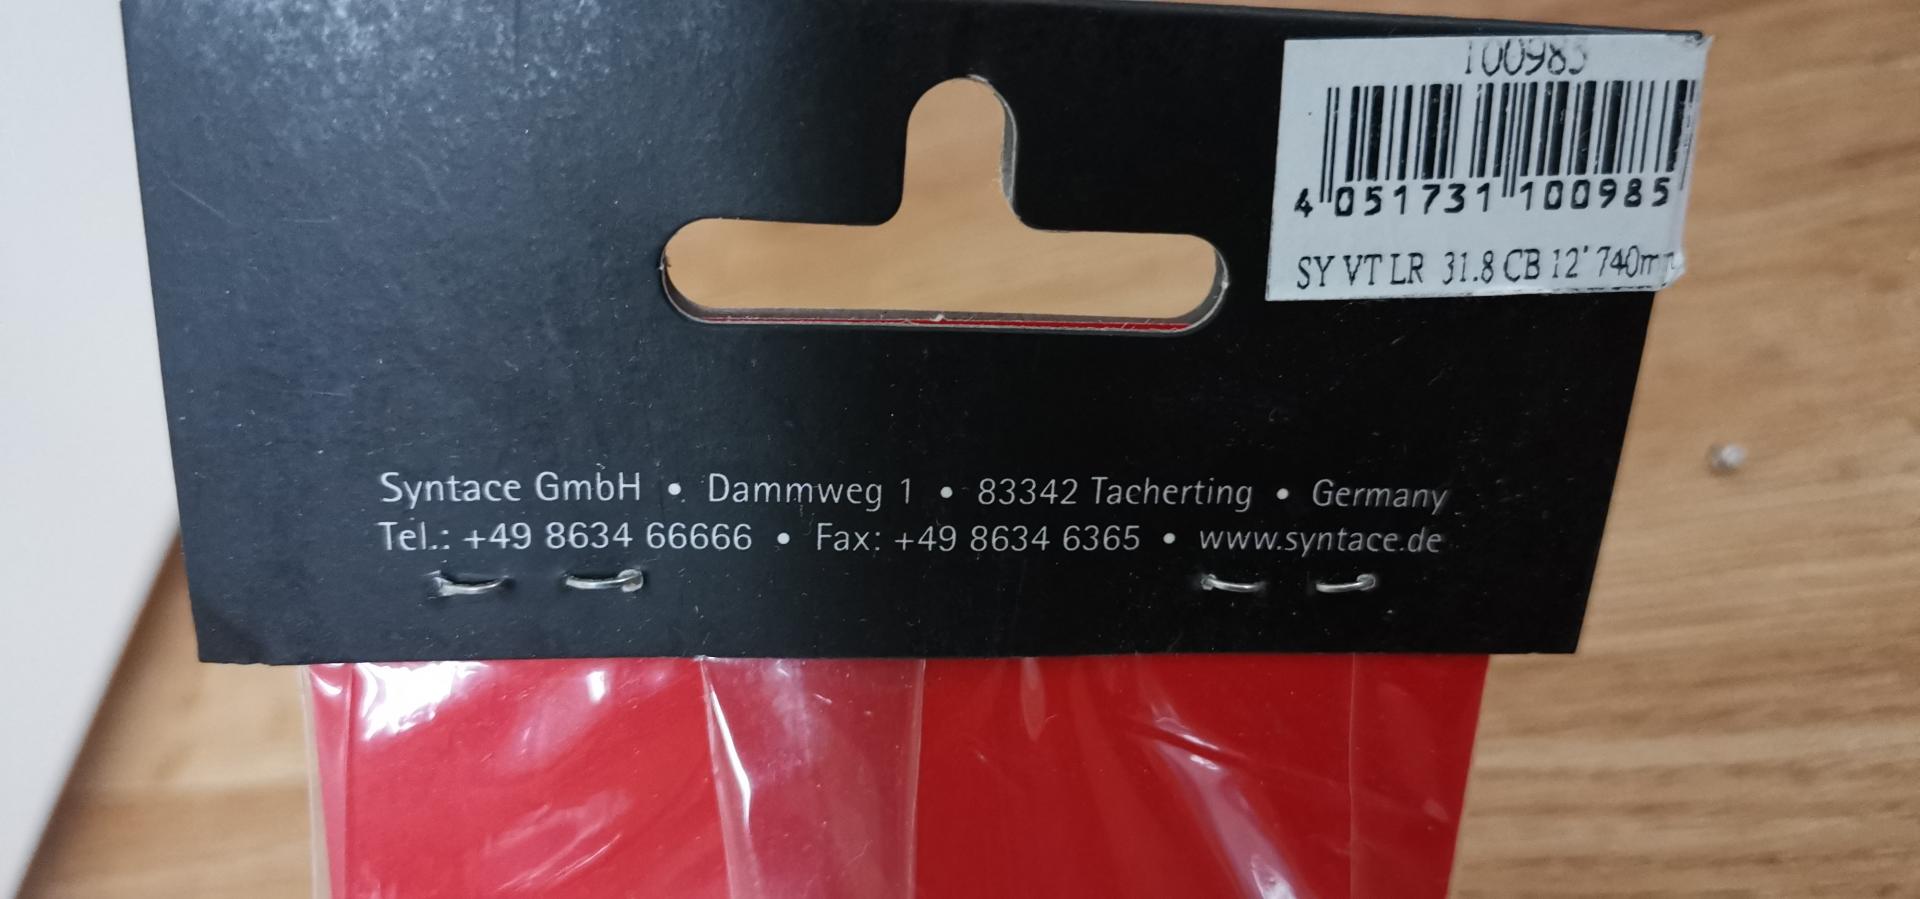 100985
4 051731 100985
SY VT LR 31.8 CB 12° 740mm
Syntace GmbH • Dammweg 1 • 83342 Tacherting • Germany
Tel.: +49 8634 66666 • Fax: +49 8634 6365 • www.syntace.de